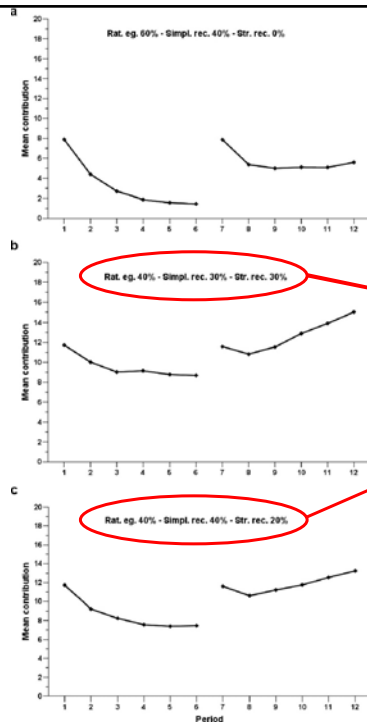 a
Rat. eg. 60% - Simpl. rec. 40% - Str. rec. 0%
Mean contribution
20
18
16
14
12
10
8
6
4
2
0
1 2 3 4 5 6 7 8 9 10 11 12
b
Rat. eg. 40% - Simpl. rec. 30% - Str. rec. 30%
Mean contribution
20
18
16
14
12
10
8
6
4
2
0
1 2 3 4 5 6 7 8 9 10 11 12
c
Rat. eg. 40% - Simpl. rec. 40% - Str. rec. 20%
Mean contribution
20
18
16
14
12
10
8
6
4
2
0
1 2 3 4 5 6 7 8 9 10 11 12
Period